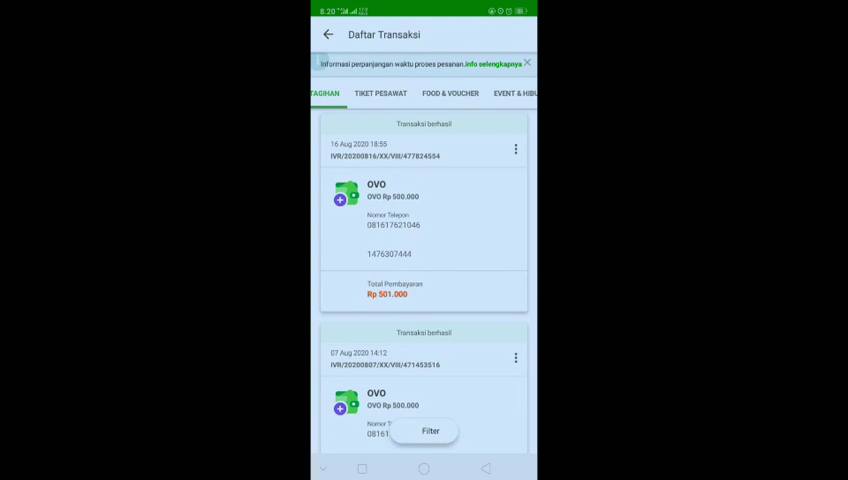 8.20
Daftar Transaksi
Informasi perpanjangan waktu proses pesanan.info selengkapnya
TAGIHAN TIKET PESAWAT FOOD & VOUCHER EVENT & HIBU
Transaksi berhasil
16 Aug 2020 18:55
IVR/20200816/XX/VIII/477824554
OVO
OVO Rp 500.000
Nomor Telepon
081617621046
1476307444
Total Pembayaran
Rp 501.000
Transaksi berhasil
07 Aug 2020 14:12
IVR/20200807/XX/VIII/471453516
OVO
OVO Rp 500.000
Nomor
08161
Filter